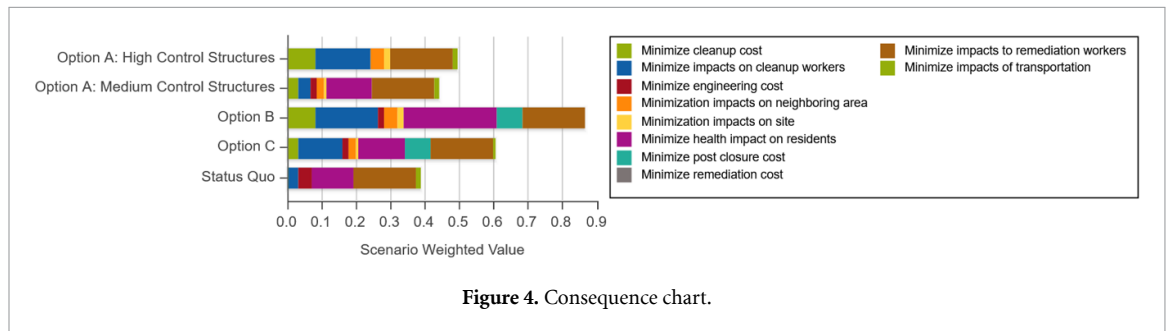 Option A: High Control Structures
Option A: Medium Control Structures
Option B
Option C
Status Quo
0.0 0.1 0.2 0.3 0.4 0.5 0.6 0.7 0.8 0.9
Scenario Weighted Value
Minimize cleanup cost
Minimize impacts on cleanup workers
Minimize engineering cost
Minimization impacts on neighboring area
Minimization impacts on site
Minimize health impact on residents
Minimize post closure cost
Minimize remediation cost
Minimize impacts to remediation workers
Minimize impacts of transportation
Figure 4. Consequence chart.